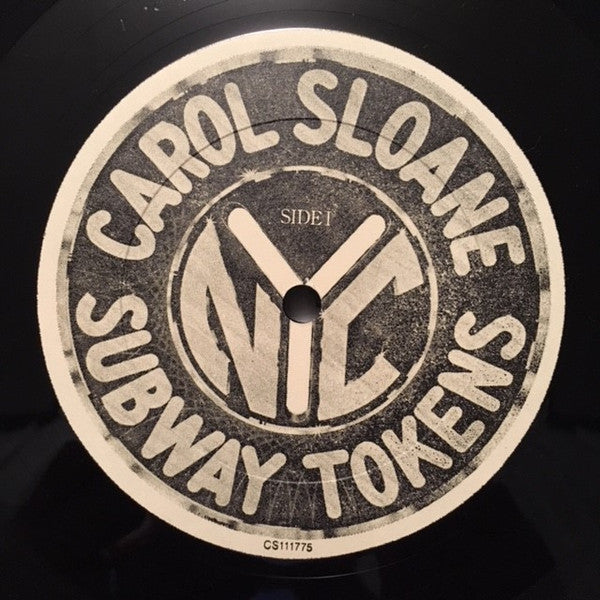 CAROL SLOANE
SIDE I
NYC
SUBWAY TOKENS
CS111775